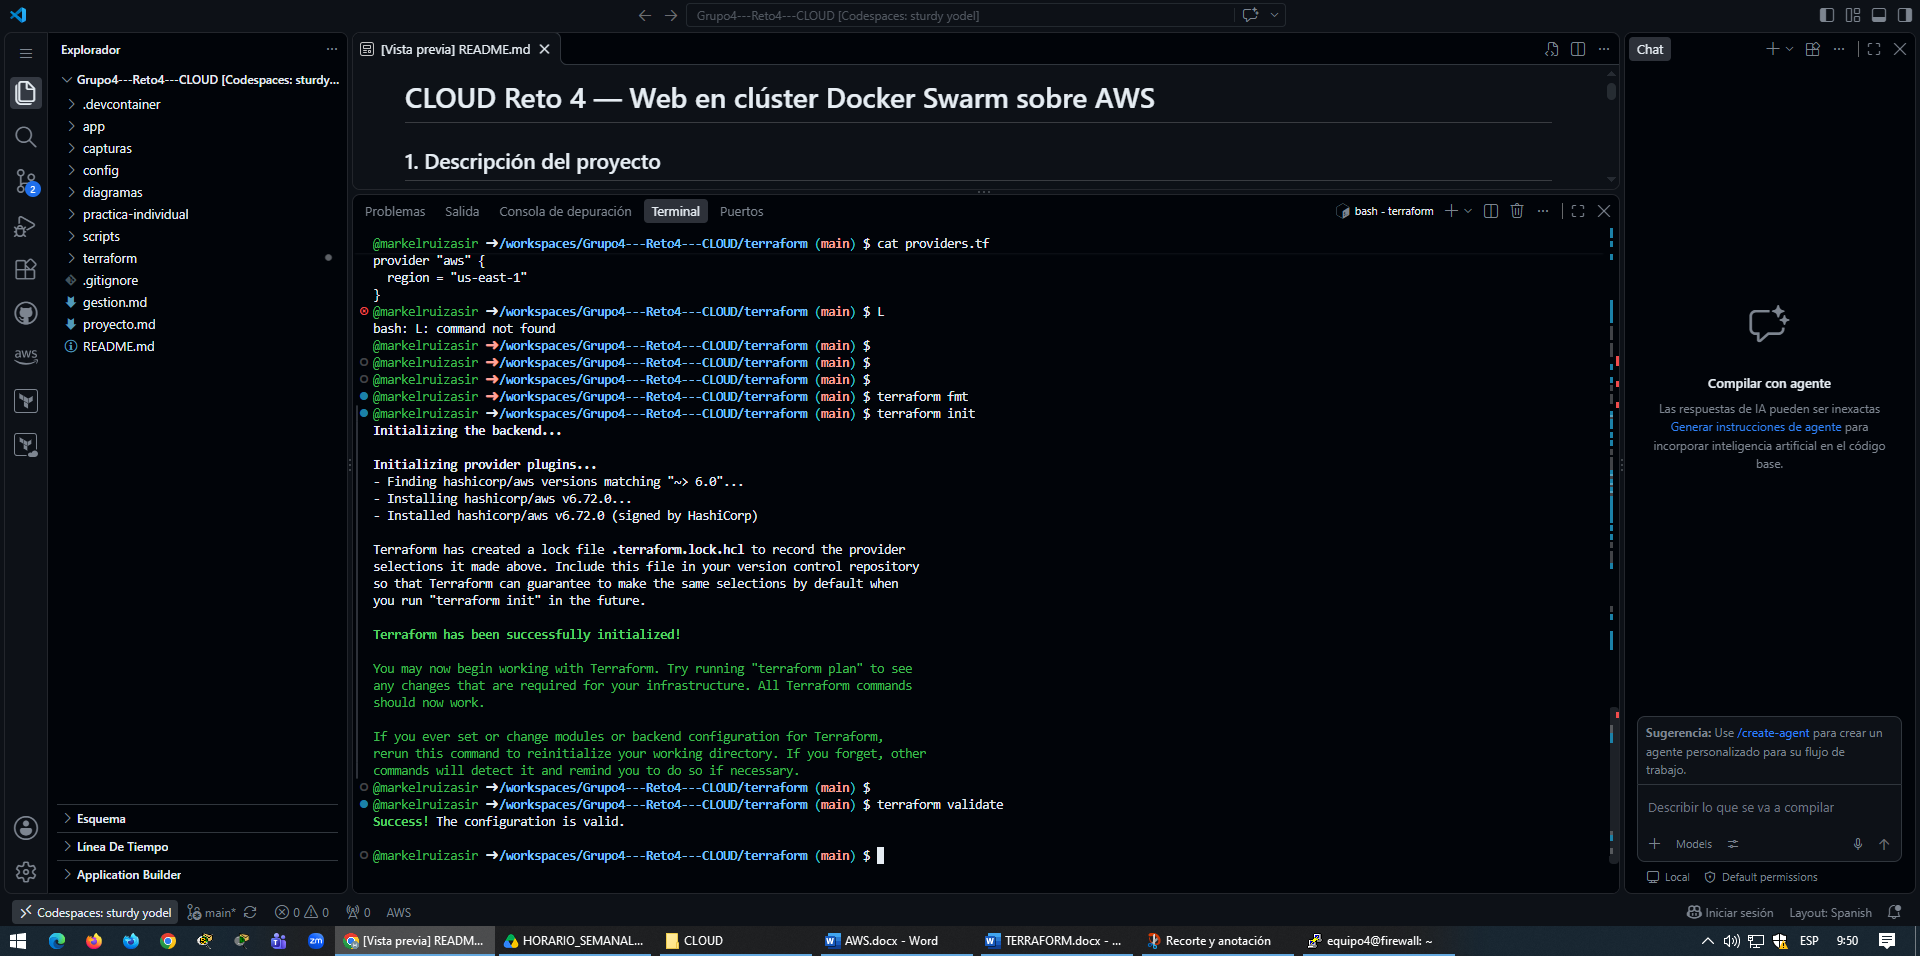 Grupo4---Reto4---CLOUD [Codespaces: sturdy yodel]
Explorador
Grupo4---Reto4---CLOUD [Codespaces: sturdy...
.devcontainer
app
capturas
config
diagramas
practica-individual
scripts
terraform
.gitignore
gestion.md
proyecto.md
README.md
2
aws
Esquema
Línea De Tiempo
Application Builder
[Vista previa] README.md
CLOUD Reto 4 — Web en clúster Docker Swarm sobre AWS
1. Descripción del proyecto
Problemas
Salida
Consola de depuración
Terminal
Puertos
bash - terraform
@markelruizasir ➜/workspaces/Grupo4---Reto4---CLOUD/terraform (main) $ cat providers.tf
provider "aws" {
region = "us-east-1"
}
@markelruizasir ➜/workspaces/Grupo4---Reto4---CLOUD/terraform (main) $ L
bash: L: command not found
@markelruizasir ➜/workspaces/Grupo4---Reto4---CLOUD/terraform (main) $
@markelruizasir ➜/workspaces/Grupo4---Reto4---CLOUD/terraform (main) $
@markelruizasir ➜/workspaces/Grupo4---Reto4---CLOUD/terraform (main) $
@markelruizasir ➜/workspaces/Grupo4---Reto4---CLOUD/terraform (main) $ terraform fmt
@markelruizasir ➜/workspaces/Grupo4---Reto4---CLOUD/terraform (main) $ terraform init
Initializing the backend...
Initializing provider plugins...
- Finding hashicorp/aws versions matching "~> 6.0"...
- Installing hashicorp/aws v6.72.0...
- Installed hashicorp/aws v6.72.0 (signed by HashiCorp)
Terraform has created a lock file .terraform.lock.hcl to record the provider
selections it made above. Include this file in your version control repository
so that Terraform can guarantee to make the same selections by default when
you run "terraform init" in the future.
Terraform has been successfully initialized!
You may now begin working with Terraform. Try running "terraform plan" to see
any changes that are required for your infrastructure. All Terraform commands
should now work.
If you ever set or change modules or backend configuration for Terraform,
rerun this command to reinitialize your working directory. If you forget, other
commands will detect it and remind you to do so if necessary.
@markelruizasir ➜/workspaces/Grupo4---Reto4---CLOUD/terraform (main) $
@markelruizasir ➜/workspaces/Grupo4---Reto4---CLOUD/terraform (main) $ terraform validate
Success! The configuration is valid.
@markelruizasir ➜/workspaces/Grupo4---Reto4---CLOUD/terraform (main) $
Chat
Compilar con agente
Las respuestas de IA pueden ser inexactas
Generar instrucciones de agente para
incorporar inteligencia artificial en el código
base.
Sugerencia: Use /create-agent para crear un
agente personalizado para su flujo de
trabajo.
Describir lo que se va a compilar
Models
Local
Default permissions
Codespaces: sturdy yodel
main*
0
0
0
AWS
Iniciar sesión
Layout: Spanish
[Vista previa] READM...
HORARIO_SEMANAL...
CLOUD
AWS.docx - Word
TERRAFORM.docx - ...
Recorte y anotación
equipo4@firewall: ~
ESP
9:50